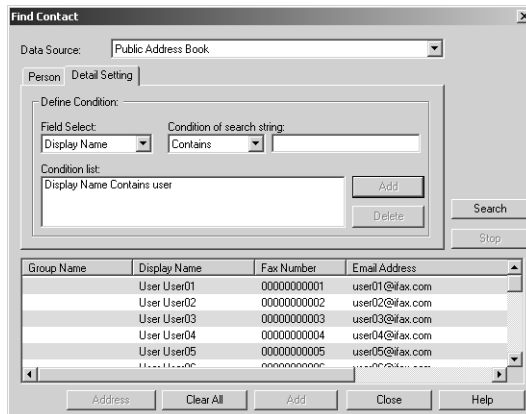 Find Contact
Data Source: Public Address Book
Person Detail Setting
Define Condition:
Field Select: Condition of search string:
Display Name Contains
Condition list:
Display Name Contains user
Add
Delete
Search
Stop
Group Name Display Name Fax Number Email Address
User User01 00000000001 user01@ifax.com
User User02 00000000002 user02@ifax.com
User User03 00000000003 user03@ifax.com
User User04 00000000004 user04@ifax.com
User User05 00000000005 user05@ifax.com
Address Clear All Add Close Help